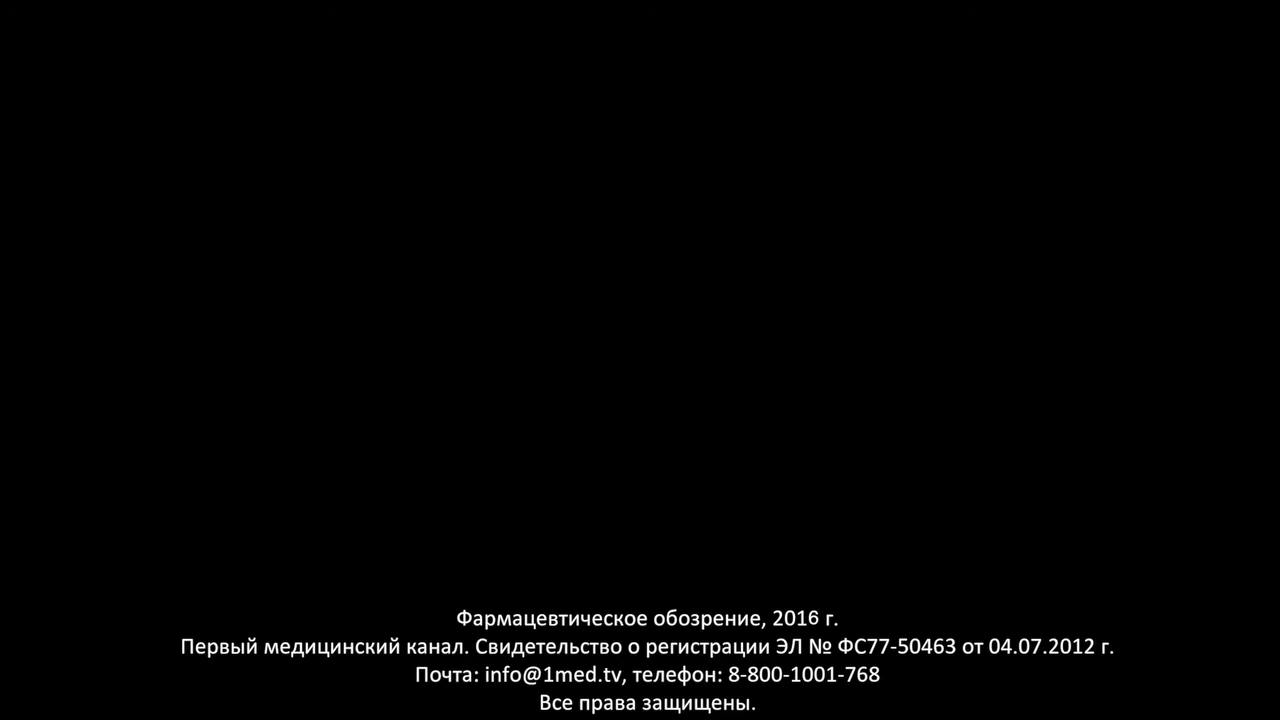 Фармацевтическое обозрение, 2016 г.
Первый медицинский канал. Свидетельство о регистрации ЭЛ № ФС77-50463 от 04.07.2012 г.
Почта: info@1med.tv, телефон: 8-800-1001-768
Все права защищены.